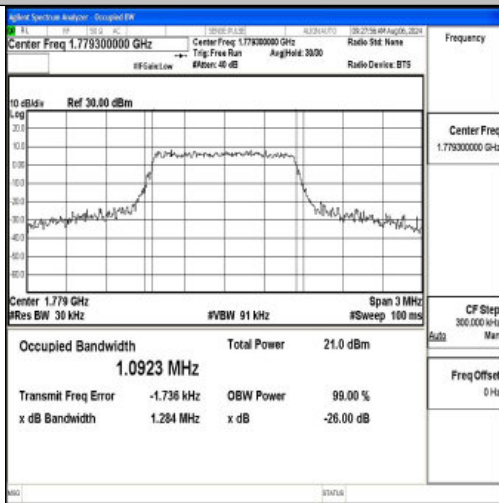 Agilent Spectrum Analyzer - Occupied BW
RL RF 50 Ω AC SENSE:PULSE ALIGN AUTO 09:27:56 AM Aug 06, 2024
Center Freq 1.779300000 GHz
Center Freq: 1.779300000 GHz
Radio Std: None
Trig: Free Run Avg|Hold: 30/30
#IFGain:Low #Atten: 40 dB Radio Device: BTS
Frequency
10 dB/div Ref 30.00 dBm
Log
20.0
10.0
0.00
-10.0
-20.0
-30.0
-40.0
-50.0
-60.0
Center Freq
1.779300000 GHz
Center 1.779 GHz Span 3 MHz
#Res BW 30 kHz #VBW 91 kHz #Sweep 100 ms
CF Step
300.000 kHz
Auto Man
Occupied Bandwidth Total Power 21.0 dBm
1.0923 MHz
Transmit Freq Error -1.736 kHz OBW Power 99.00 %
x dB Bandwidth 1.284 MHz x dB -26.00 dB
Freq Offset
0 Hz
MSG STATUS